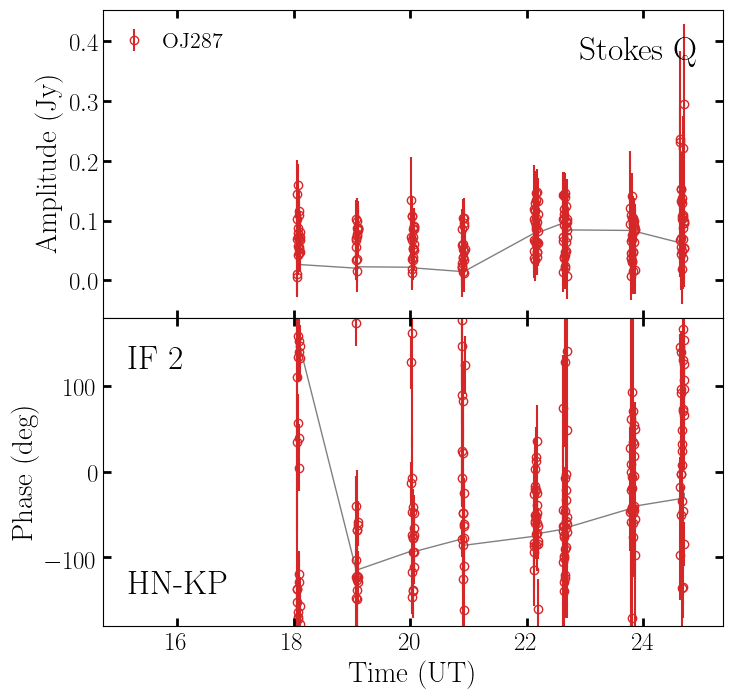 OJ287
Stokes Q
0.4
0.3
0.2
0.1
0.0
Amplitude (Jy)
IF 2
100
0
−100
Phase (deg)
HN-KP
16 18 20 22 24
Time (UT)